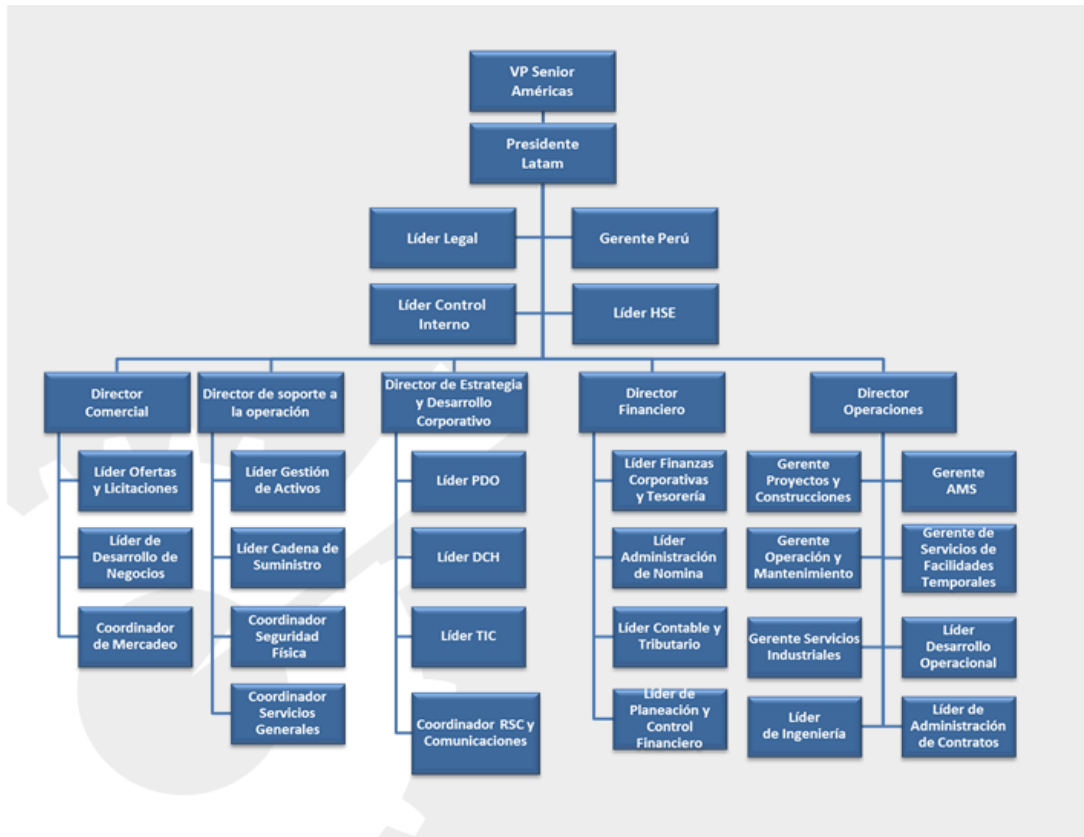 VP Senior
Américas
Presidente
Latam
Líder Legal
Gerente Perú
Líder Control
Interno
Líder HSE
Director
Comercial
Director de soporte a
la operación
Director de Estrategia
y Desarrollo
Corporativo
Director
Financiero
Director
Operaciones
Líder Ofertas
y Licitaciones
Líder de
Desarrollo de
Negocios
Coordinador
de Mercadeo
Líder Gestión
de Activos
Líder Cadena de
Suministro
Coordinador
Seguridad
Física
Coordinador
Servicios
Generales
Líder PDO
Líder DCH
Líder TIC
Coordinador RSC y
Comunicaciones
Líder Finanzas
Corporativas
y Tesorería
Líder
Administración
de Nomina
Líder Contable y
Tributario
Líder de
Planeación y
Control
Financiero
Gerente
Proyectos y
Construcciones
Gerente
AMS
Gerente
Operación y
Mantenimiento
Gerente de
Servicios de
Facilidades
Temporales
Gerente Servicios
Industriales
Líder
Desarrollo
Operacional
Líder
de Ingeniería
Líder de
Administración
de Contratos